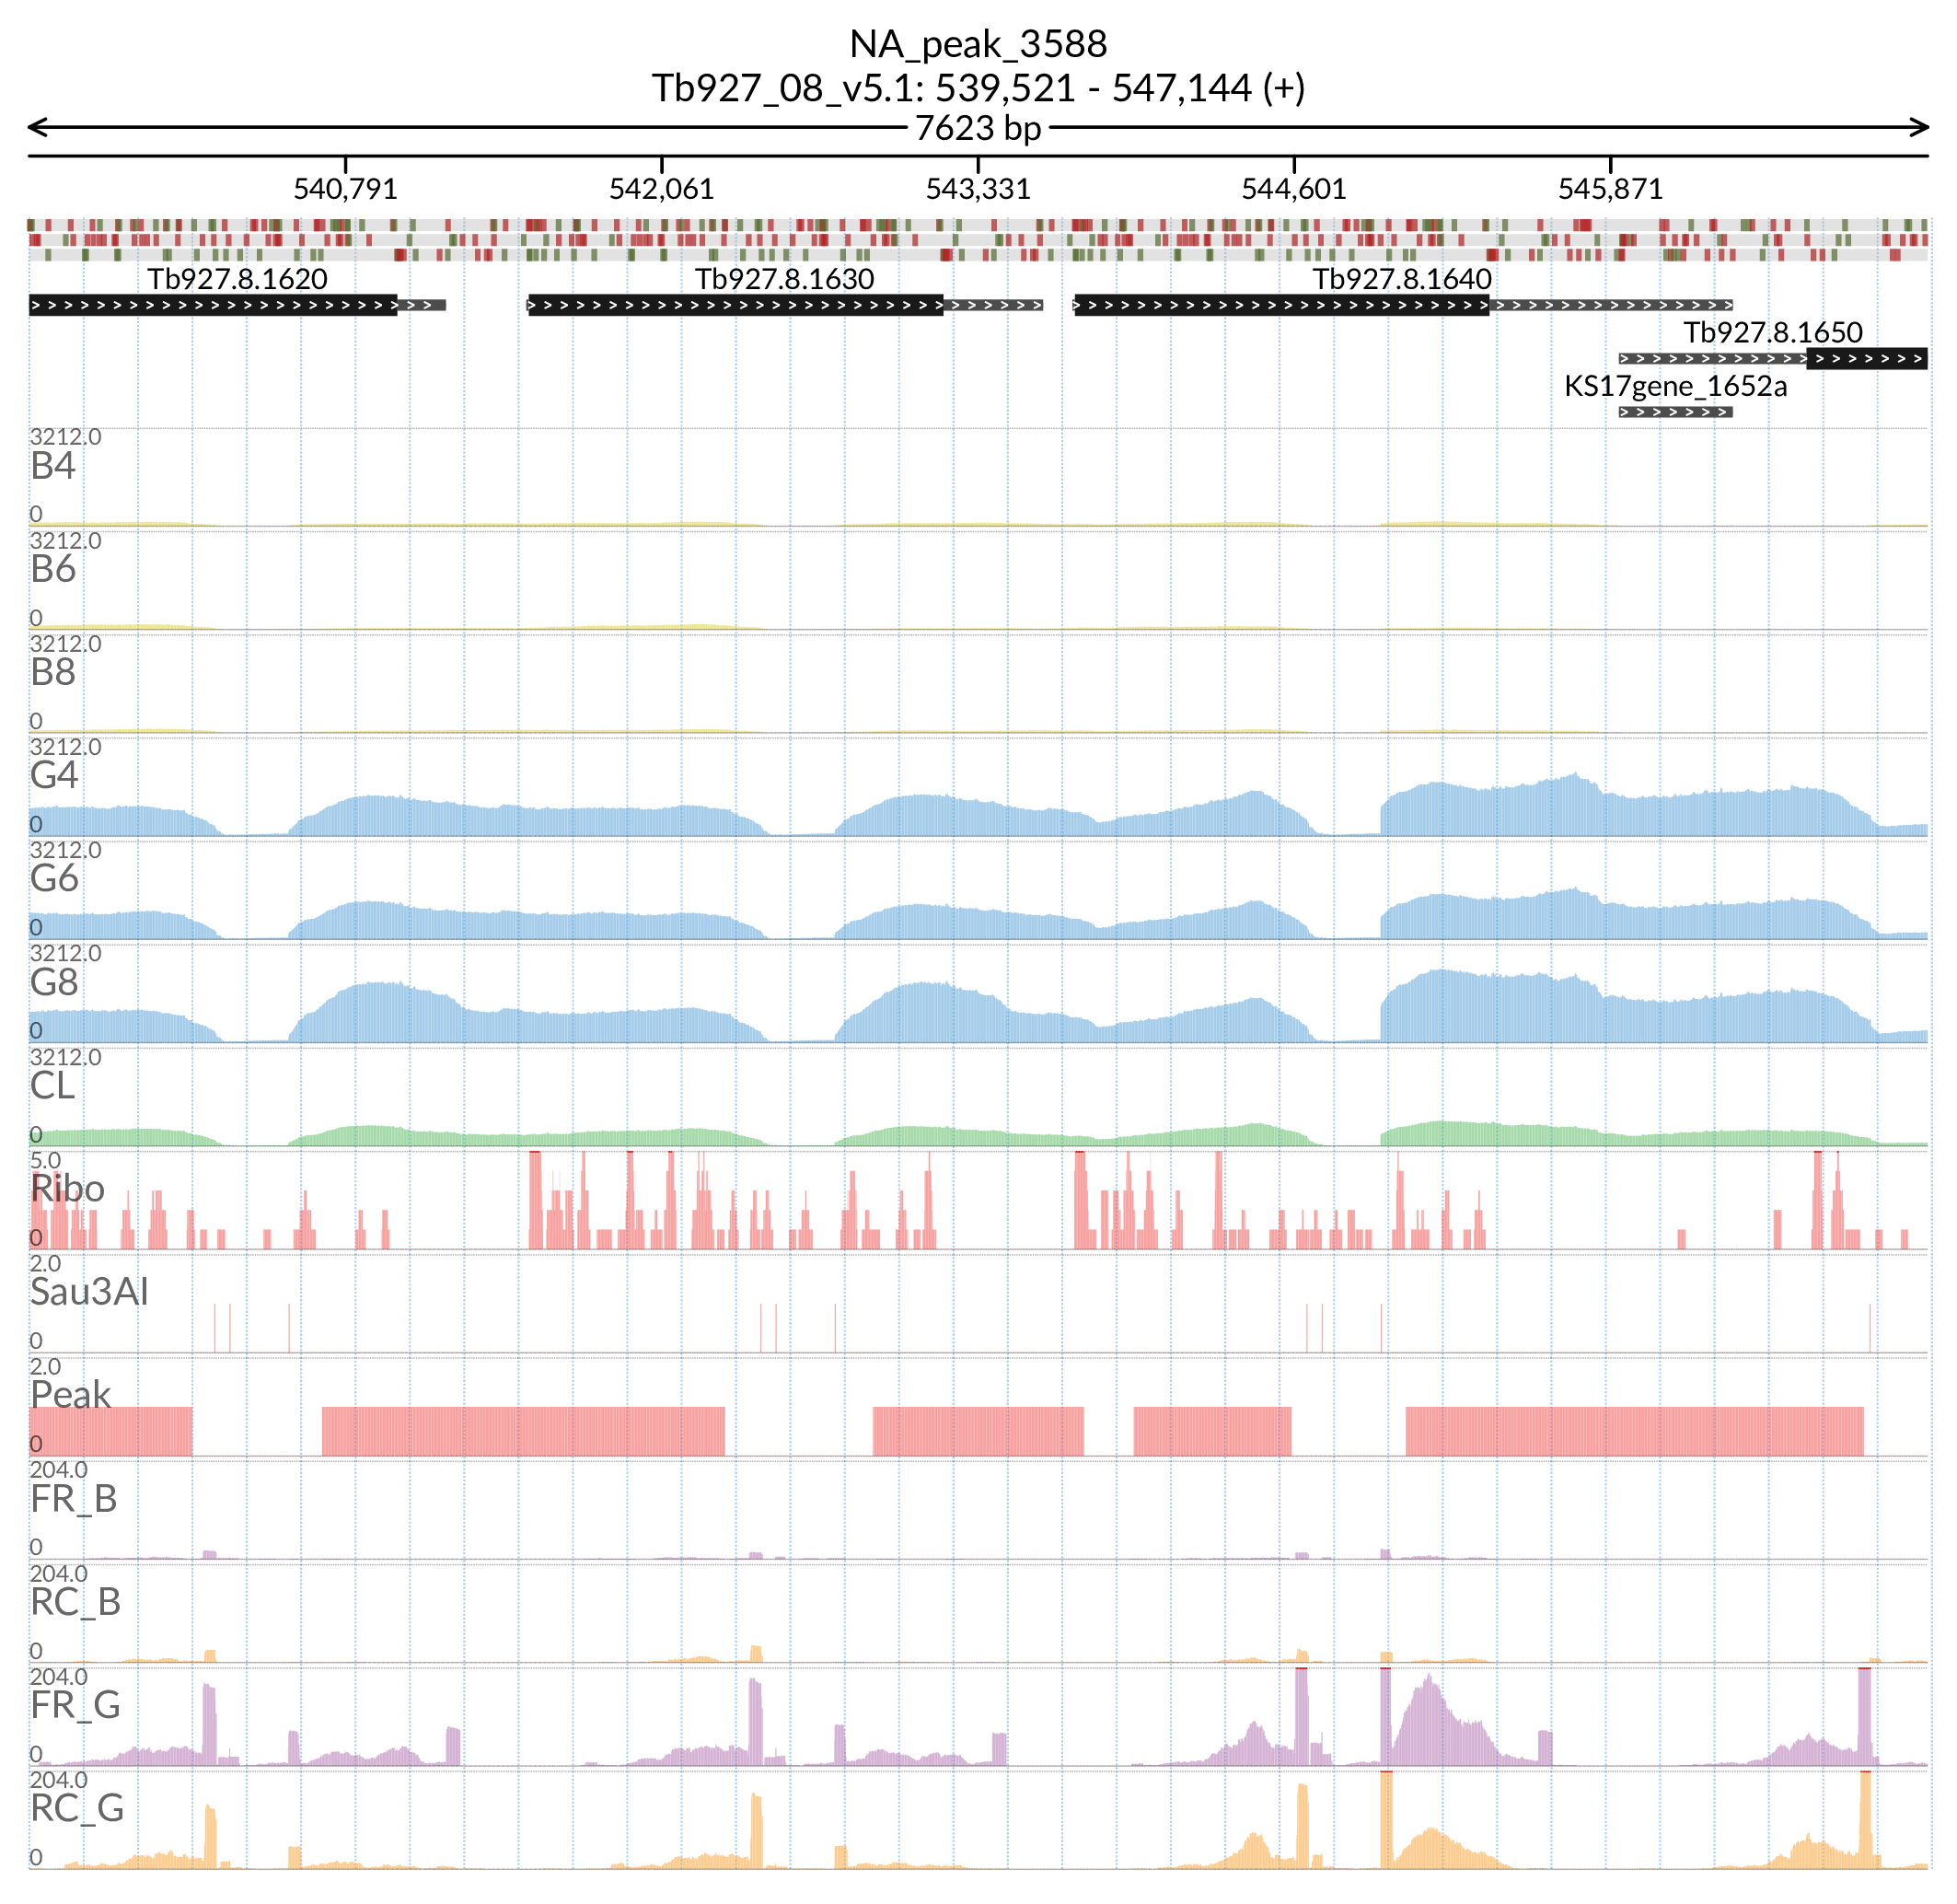 NA_peak_3588
Tb927_08_v5.1: 539,521 - 547,144 (+)
7623 bp
540,791 542,061 543,331 544,601 545,871
Tb927.8.1620 Tb927.8.1630 Tb927.8.1640
Tb927.8.1650
KS17gene_1652a
3212.0
B4
0
3212.0
B6
0
3212.0
B8
0
3212.0
G4
0
3212.0
G6
0
3212.0
G8
0
3212.0
CL
0
5.0
Ribo
0
2.0
Sau3AI
0
2.0
Peak
0
204.0
FR_B
0
204.0
RC_B
0
204.0
FR_G
0
204.0
RC_G
0